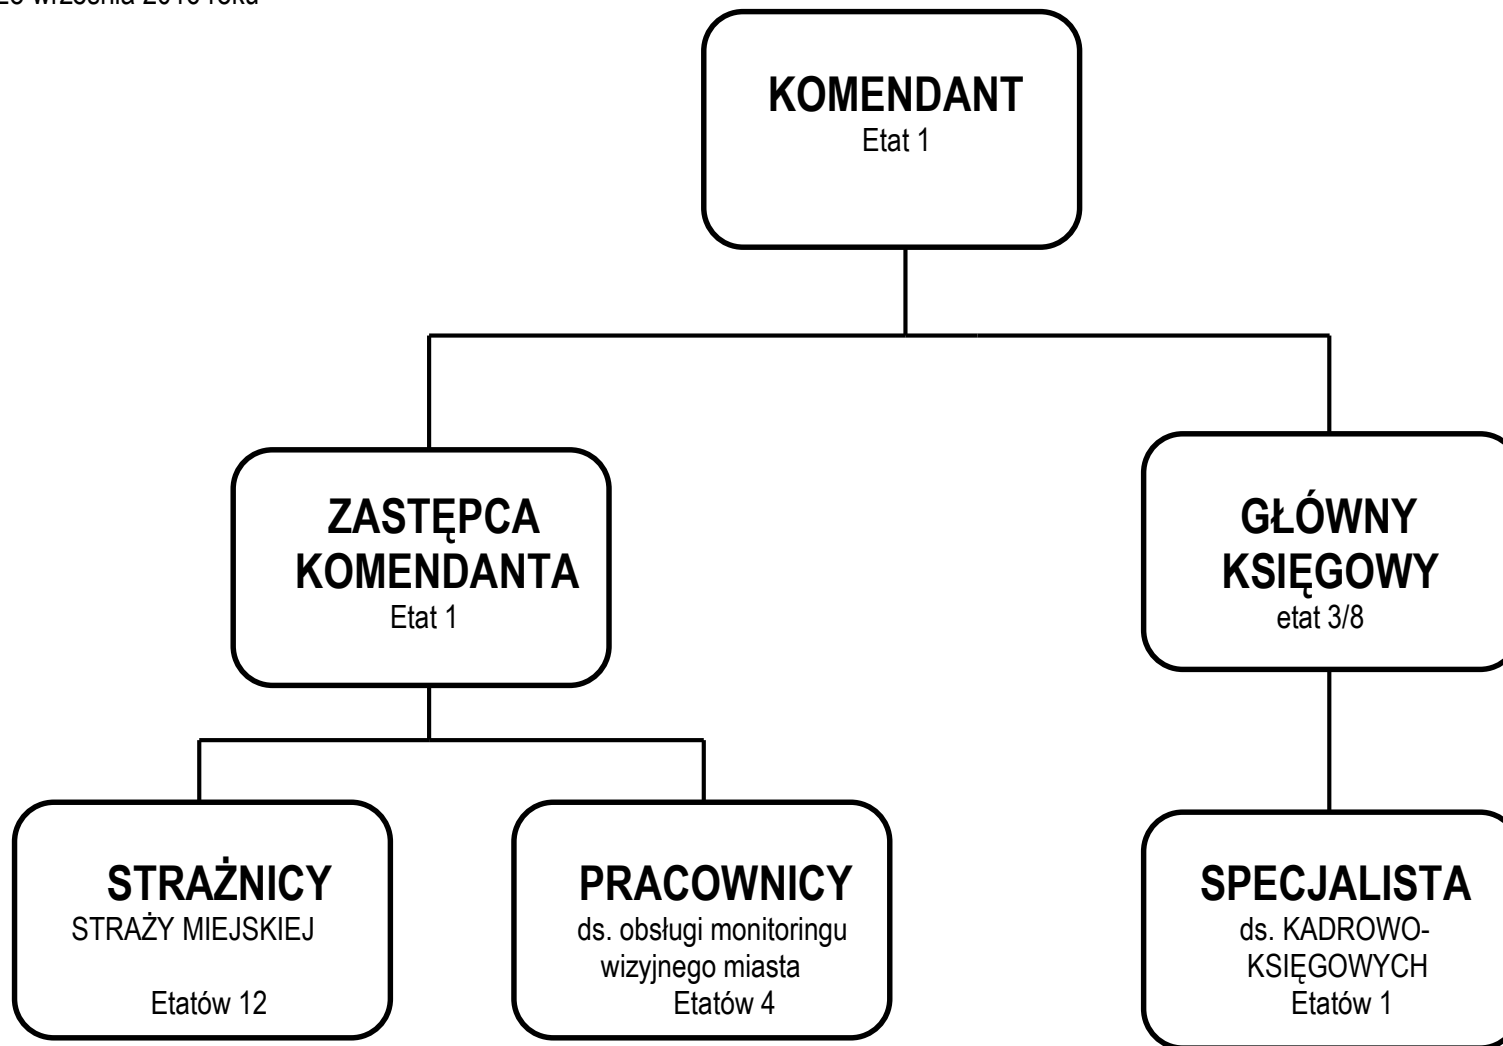 września
KOMENDANT
Etat 1
ZASTĘPCA
KOMENDANTA
Etat 1
GŁÓWNY
KSIĘGOWY
etat 3/8
STRAŻNICY
STRAŻY MIEJSKIEJ
Etatów 12
PRACOWNICY
ds. obsługi monitoringu
wizyjnego miasta
Etatów 4
SPECJALISTA
ds. KADROWO-
KSIĘGOWYCH
Etatów 1